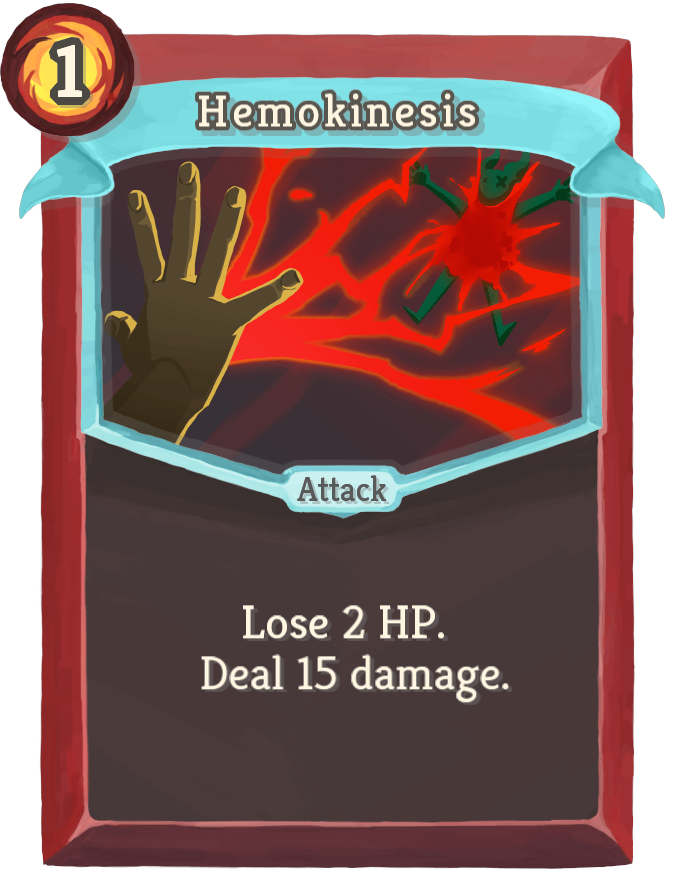 1
Hemokinesis
Attack
Lose 2 HP.
Deal 15 damage.